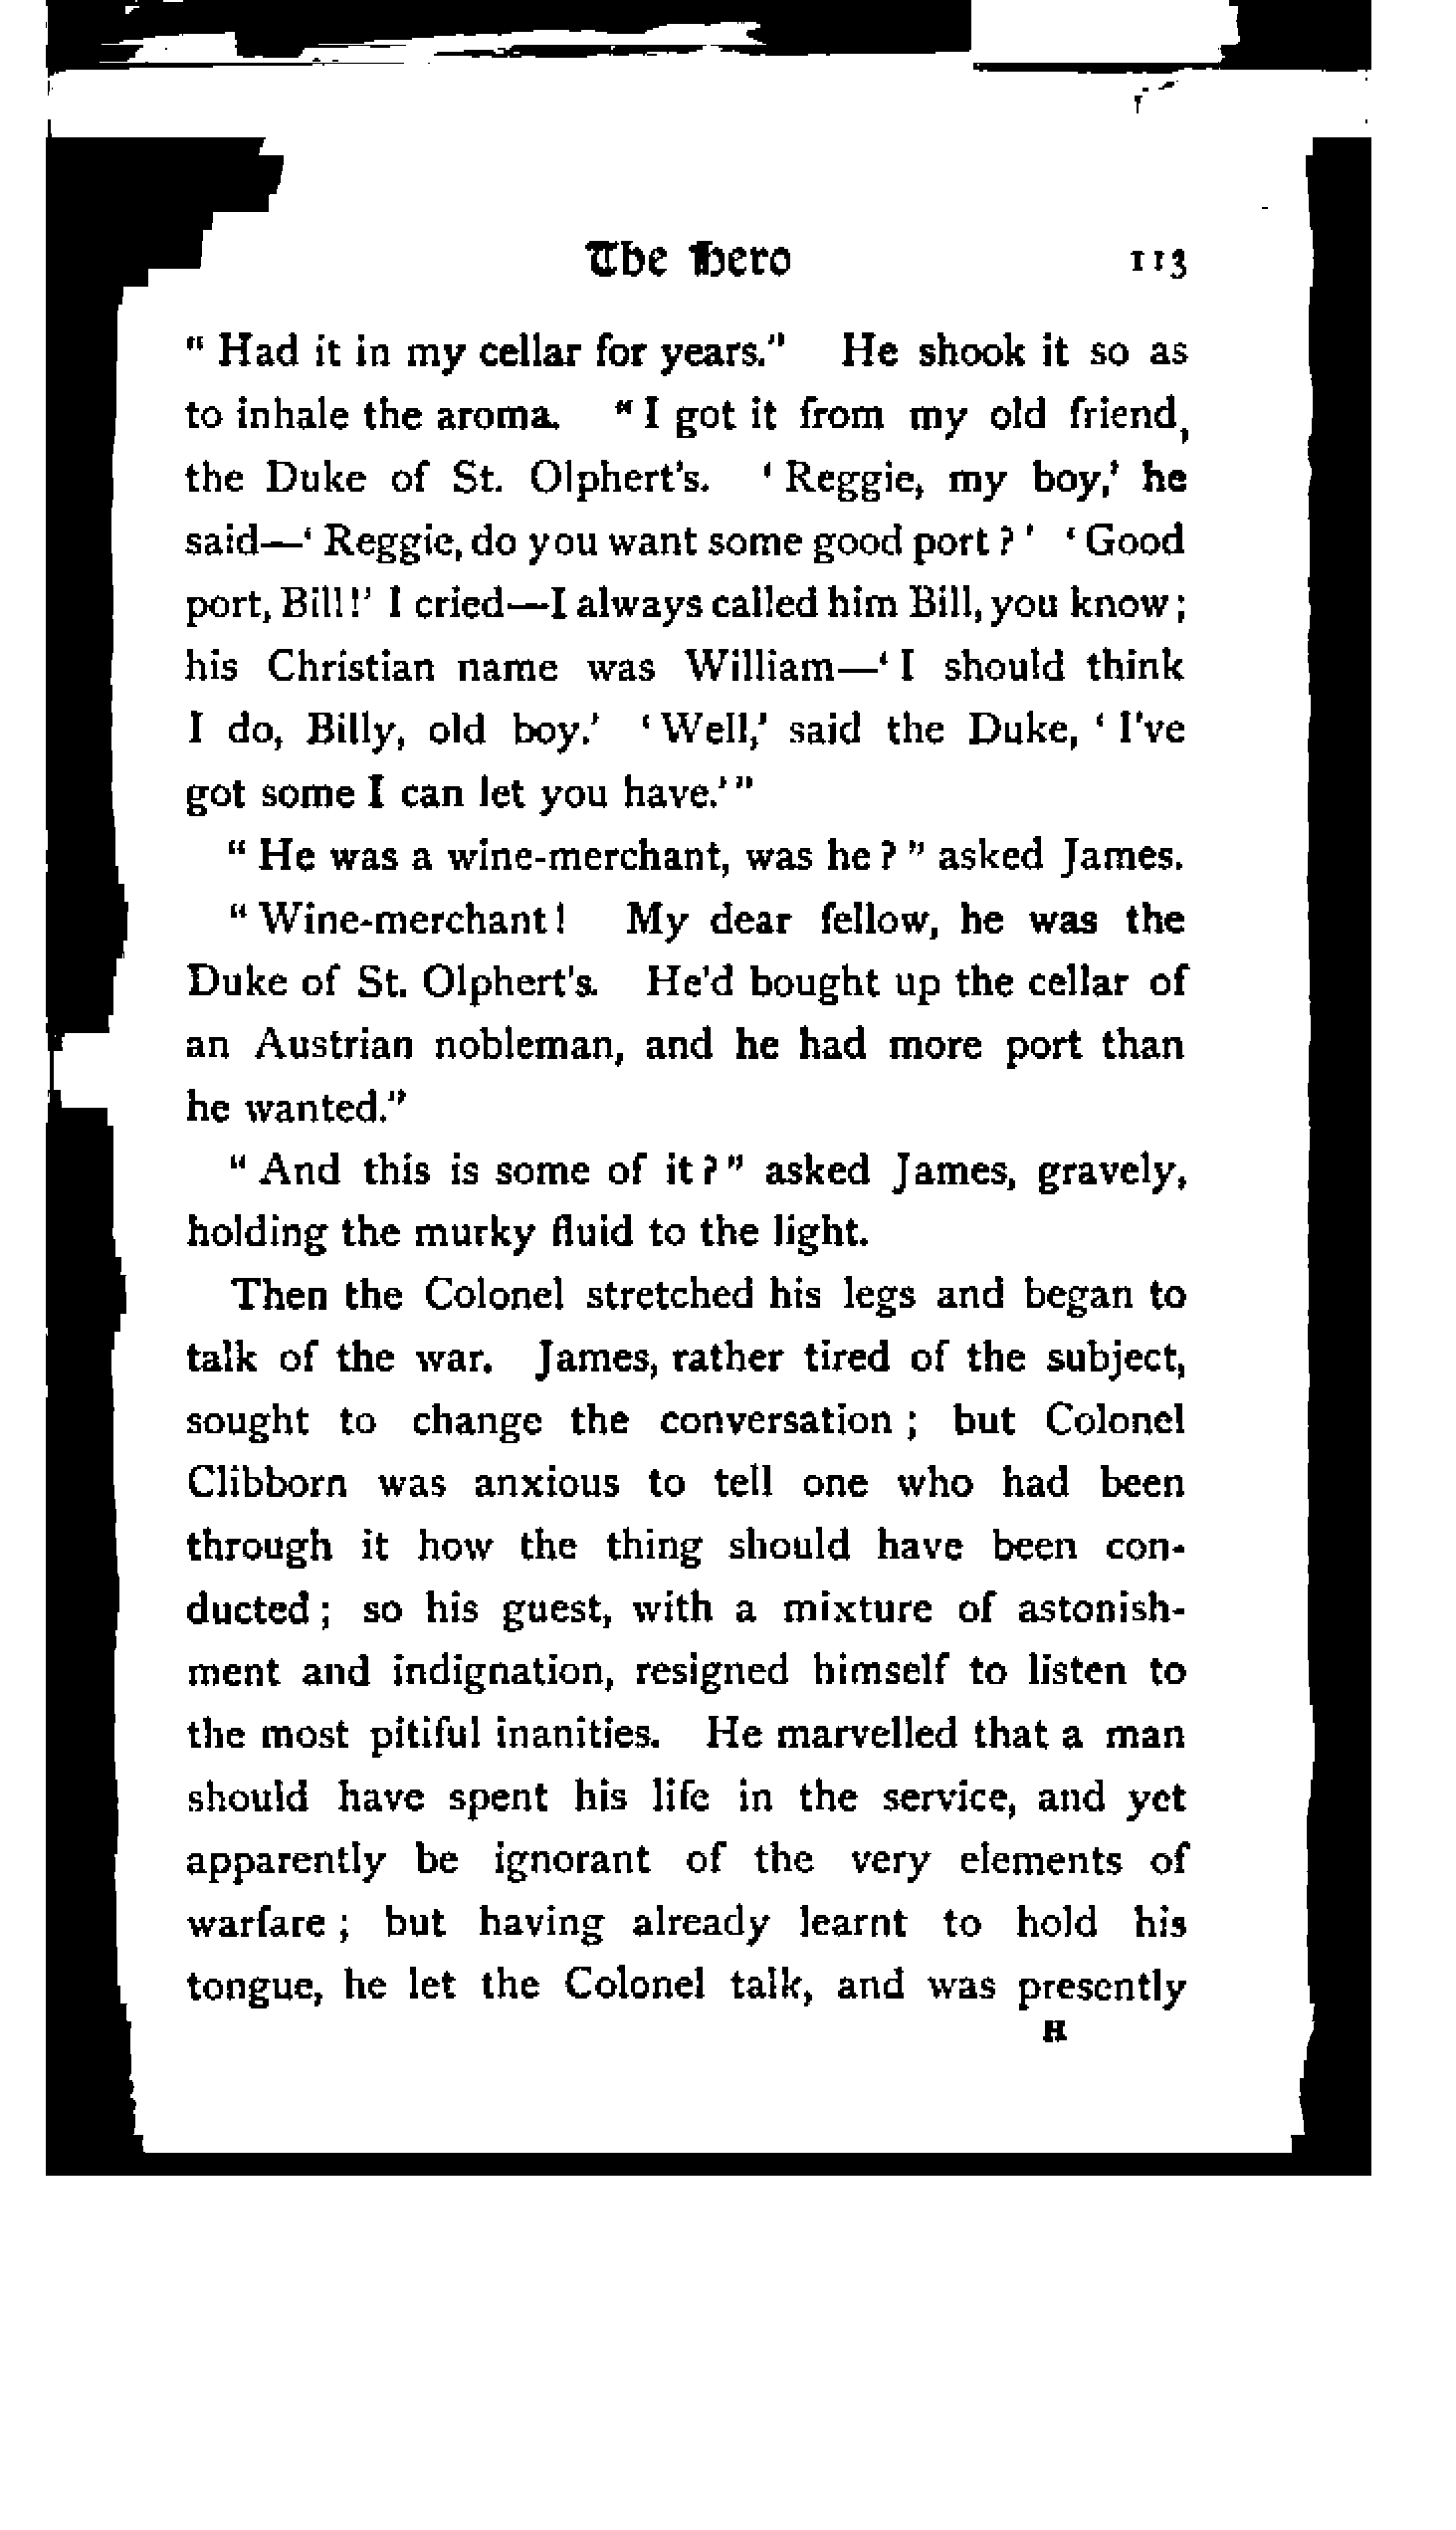 The Hero 113
“ Had it in my cellar for years.” He shook it so as
to inhale the aroma. “ I got it from my old friend,
the Duke of St. Olphert's. ‘ Reggie, my boy,’ he
said—‘ Reggie, do you want some good port ? ’ ‘ Good
port, Bill !’ I cried—I always called him Bill, you know ;
his Christian name was William—‘ I should think
I do, Billy, old boy.’ ‘ Well,’ said the Duke, ‘ I've
got some I can let you have.’ ”
“ He was a wine-merchant, was he ? ” asked James.
“ Wine-merchant ! My dear fellow, he was the
Duke of St. Olphert's. He'd bought up the cellar of
an Austrian nobleman, and he had more port than
he wanted.”
“ And this is some of it ? ” asked James, gravely,
holding the murky fluid to the light.
Then the Colonel stretched his legs and began to
talk of the war. James, rather tired of the subject,
sought to change the conversation ; but Colonel
Clibborn was anxious to tell one who had been
through it how the thing should have been con-
ducted ; so his guest, with a mixture of astonish-
ment and indignation, resigned himself to listen to
the most pitiful inanities. He marvelled that a man
should have spent his life in the service, and yet
apparently be ignorant of the very elements of
warfare ; but having already learnt to hold his
tongue, he let the Colonel talk, and was presently
H